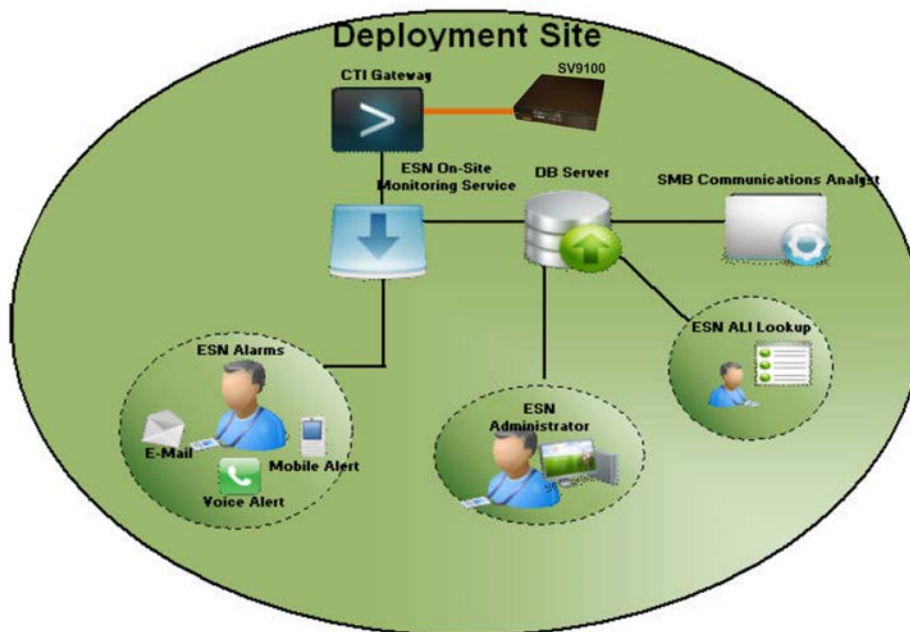 Deployment Site
CTI Gateway
SV9100
ESN On-Site
Monitoring Service
DB Server
SMB Communications Analyst
ESN Alarms
E-Mail
Mobile Alert
Voice Alert
ESN
Administrator
ESN ALI Lookup